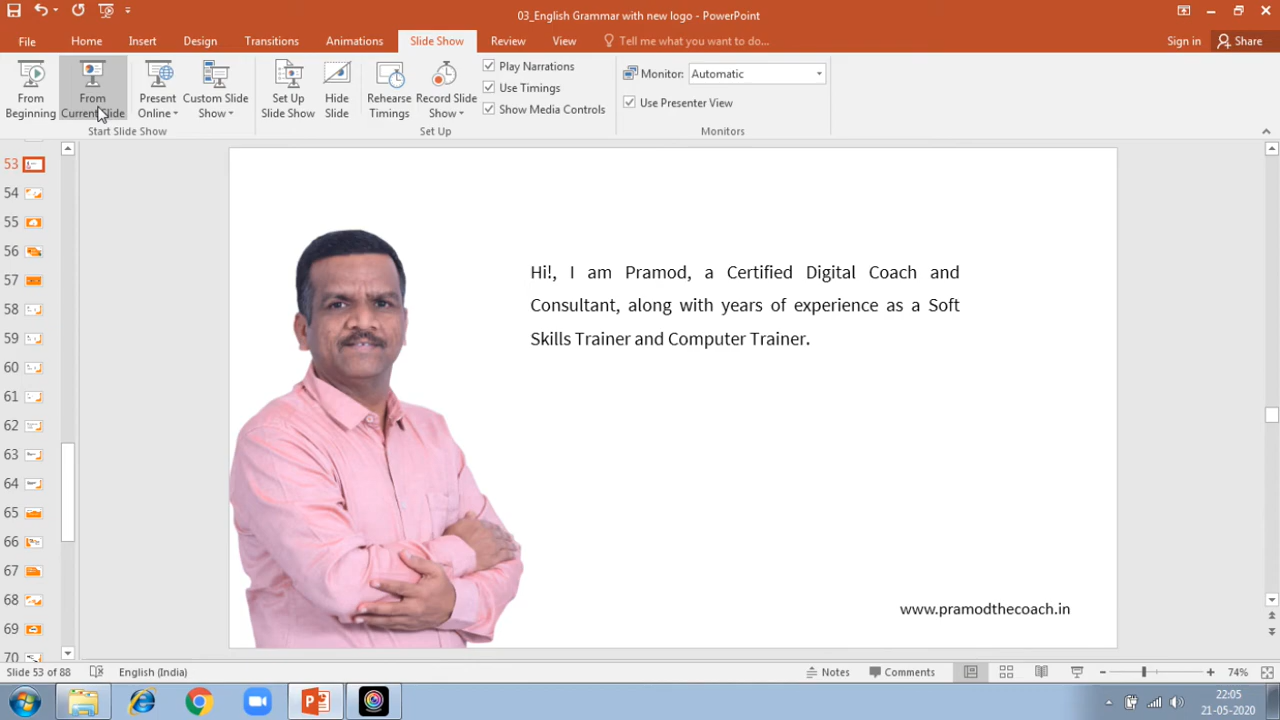 03_English Grammar with new logo - PowerPoint
File Home Insert Design Transitions Animations Slide Show Review View Tell me what you want to do... Sign in Share
From Beginning
From Current Slide
Present Online
Custom Slide Show
Set Up Slide Show
Hide Slide
Rehearse Timings
Record Slide Show
Play Narrations
Use Timings
Show Media Controls
Monitor: Automatic
Use Presenter View
Start Slide Show Set Up Monitors
53
54
55
56
57
58
59
60
61
62
63
64
65
66
67
68
69
70
Hi!, I am Pramod, a Certified Digital Coach and
Consultant, along with years of experience as a Soft
Skills Trainer and Computer Trainer.
www.pramodthecoach.in
Slide 53 of 88 English (India) Notes Comments 74%
22:05
21-05-2020